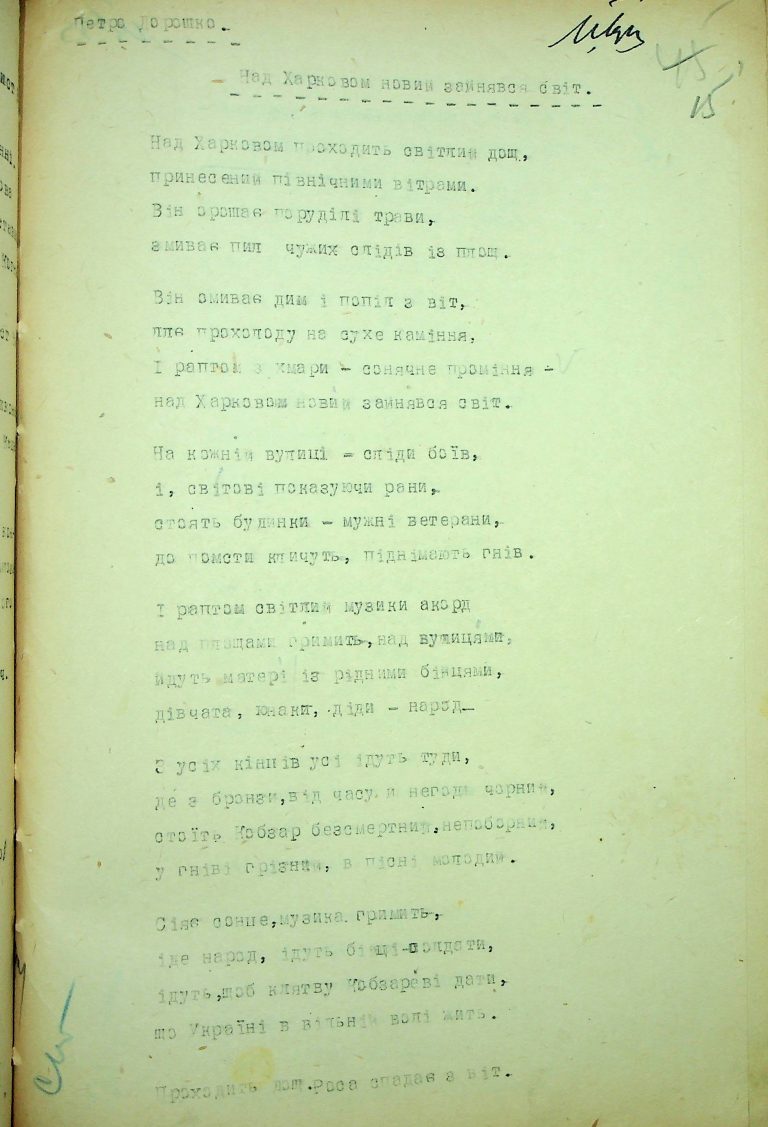 Петро Дорошко.
45
15
Над Харковом новий зайнявся світ.
Над Харковом проходить світлий дощ,
принесений північними вітрами.
Він орошає поруділі трави,
змиває пил чужих слідів із площ.
Він омиває дим і попіл з віт,
ллє прохолоду на сухе каміння,
І раптом з хмари - сонячне проміння -
над Харковом новий зайнявся світ.
На кожній вулиці - сліди боїв,
і, світові показуючи рани,
стоять будинки - мужні ветерани,
до помсти кличуть, піднімають гнів.
І раптом світлий музики акорд
над площами гримить, над вулицями,
йдуть матері із рідними бійцями,
дівчата, юнаки, діди - народ
З усіх кінців усі ідуть туди,
де з бронзи, від часу й негоди чорний,
стоїть Кобзар безсмертний, непоборний,
у гніві грізний, в пісні молодий.
Сіяє сонце, музика гримить,
іде народ, ідуть бійці-солдати,
ідуть, щоб клятву Кобзареві дати,
що Україні в вільній волі жить.
Проходить дощ. Роса спадає з віт.